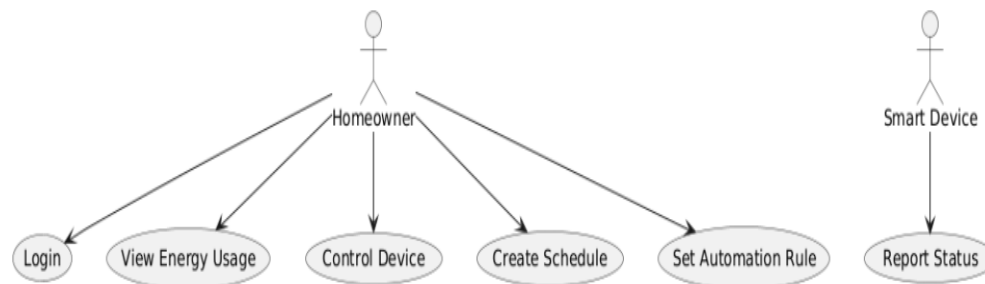 Homeowner
Smart Device
Login
View Energy Usage
Control Device
Create Schedule
Set Automation Rule
Report Status